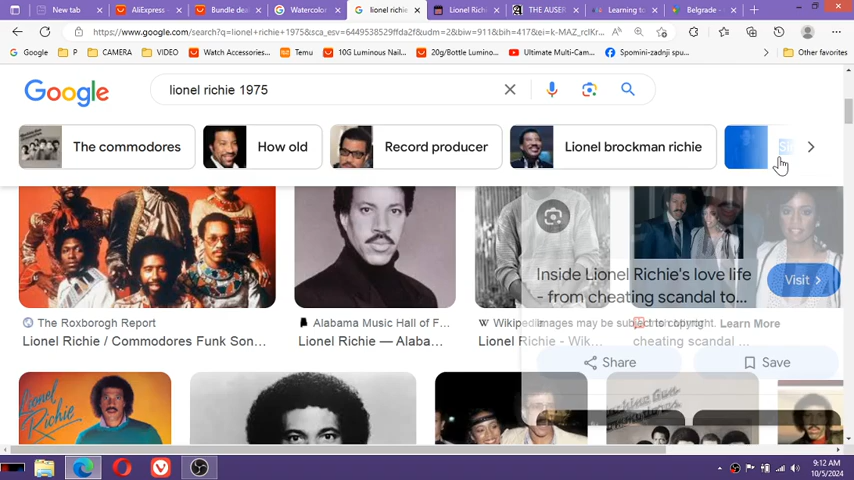 New tab
AliExpress
Bundle dea
Watercolo
lionel richie
Lionel Rich
THE AUSER
Learning to
Belgrade -
https://www.google.com/search?q=lionel+richie+1975&sca_esv=6449538529ffda2f&udm=2&biw=911&bih=417&ei=k-MAZ_rcIKr...
Google
P
CAMERA
VIDEO
Watch Accessories...
Temu
10G Luminous Nail...
20g/Bottle Lumino...
Ultimate Multi-Cam...
Spomini-zadnji spu...
Other favorites
Google
lionel richie 1975
The commodores
How old
Record producer
Lionel brockman richie
The Roxborogh Report
Lionel Richie / Commodores Funk Son...
Alabama Music Hall of F...
Lionel Richie — Alaba...
Wikipedia
Lionel Richie - Wik...
Inside Lionel Richie's love life
- from cheating scandal to...
Visit
Images may be subject to copyright. Learn More
cheating scandal ...
Share
Save
Lionel
Richie
9:12 AM
10/5/2024